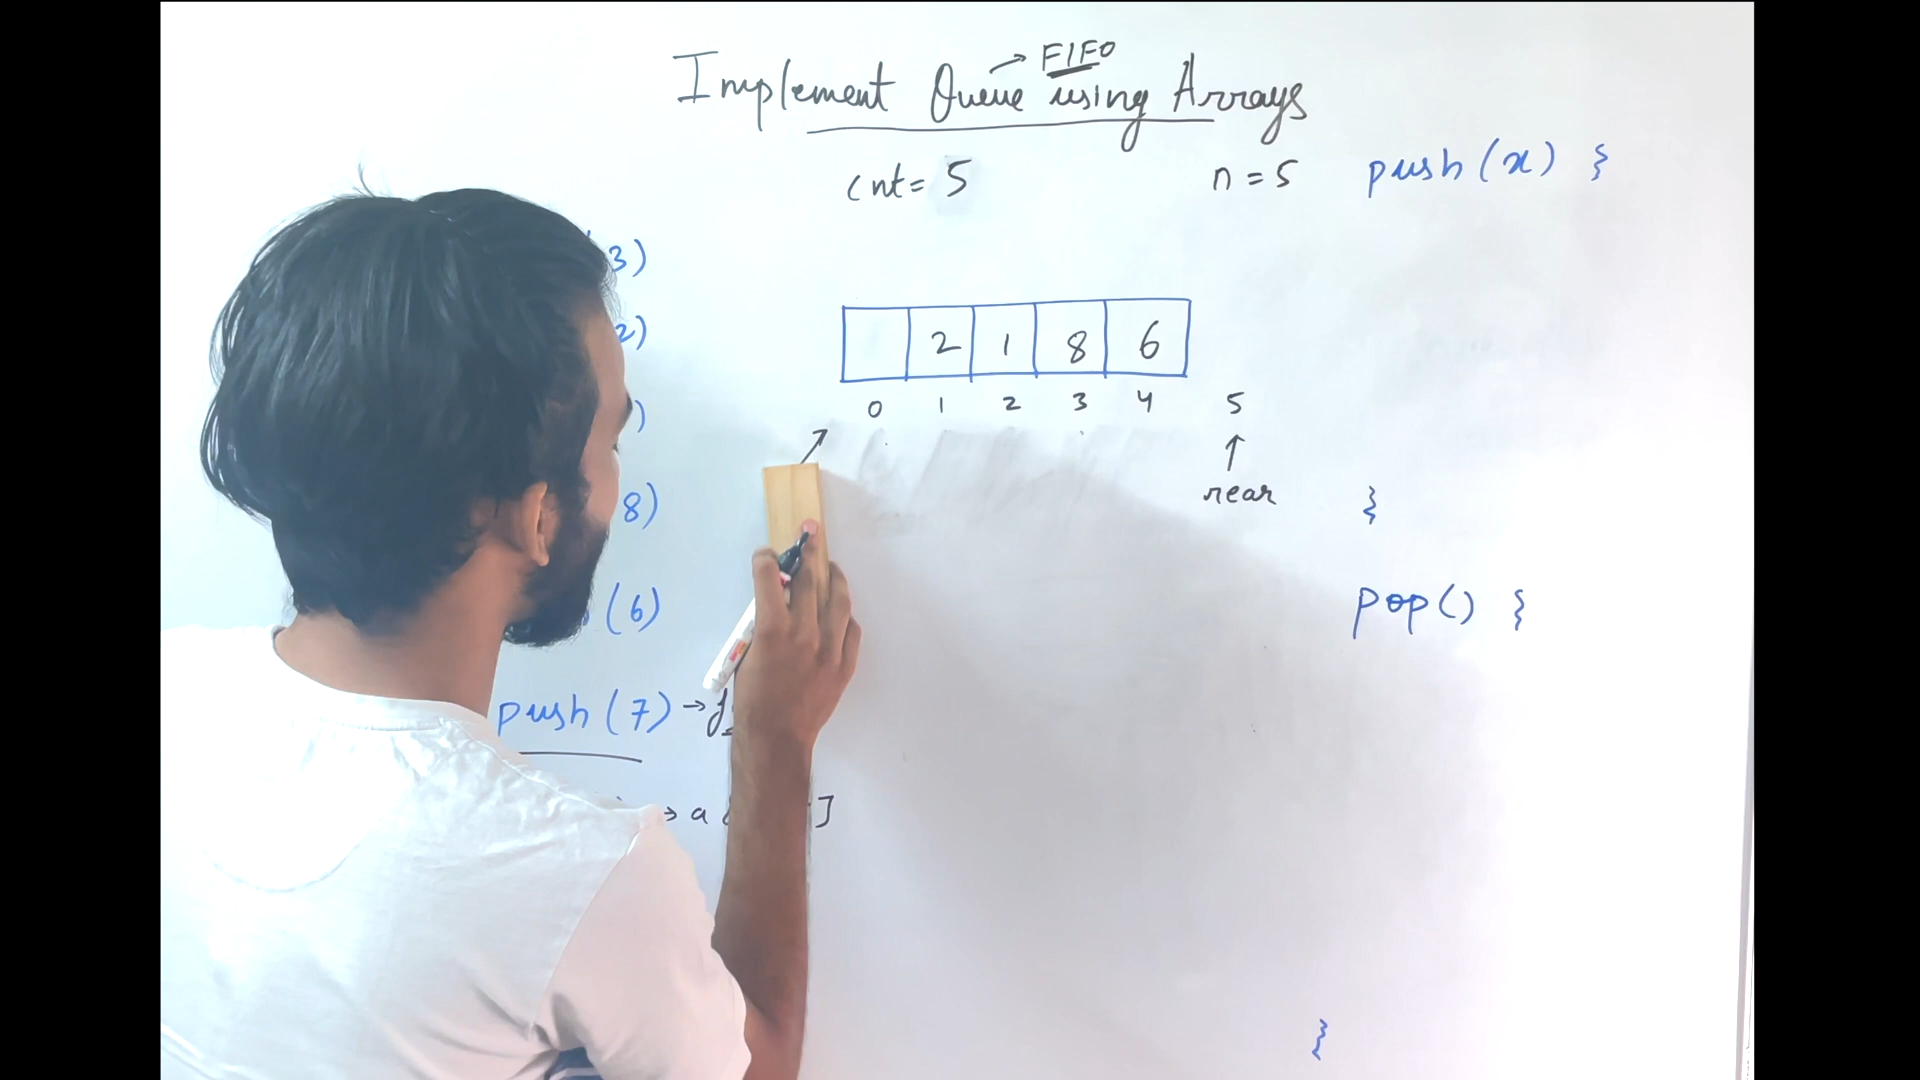 → FIFO
Implement Queue using Arrays
cnt = 5
n = 5
push(x) {
3)
2)
)
8)
(6)
push(7) →
→ a ]
2 1 8 6
0 1 2 3 4 5
↑
rear
}
pop() {
}